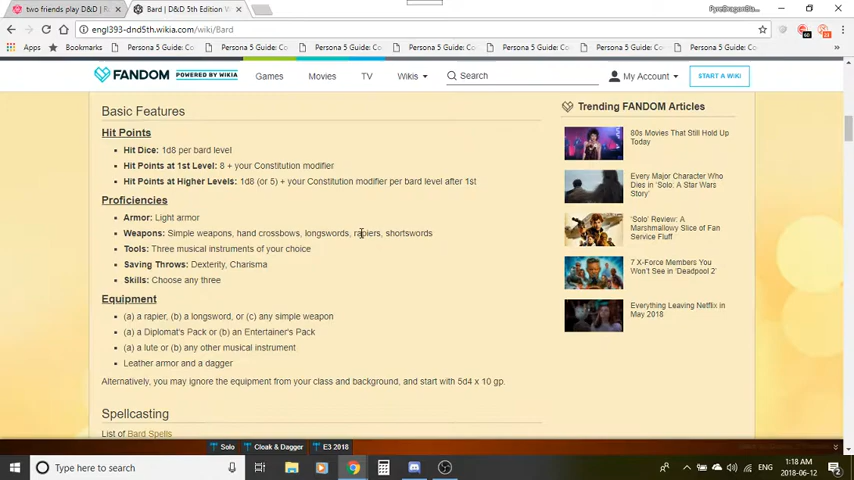 two friends play D&D | R
Bard | D&D 5th Edition W
PyreDragonBla
engl393-dnd5th.wikia.com/wiki/Bard
Apps Bookmarks Persona 5 Guide: Co Persona 5 Guide: Co Persona 5 Guide: Co Persona 5 Guide: Co Persona 5 Guide: Co Persona 5 Guide: Co
FANDOM POWERED BY WIKIA Games Movies TV Wikis Search My Account START A WIKI
Basic Features
Hit Points
Hit Dice: 1d8 per bard level
Hit Points at 1st Level: 8 + your Constitution modifier
Hit Points at Higher Levels: 1d8 (or 5) + your Constitution modifier per bard level after 1st
Proficiencies
Armor: Light armor
Weapons: Simple weapons, hand crossbows, longswords, rapiers, shortswords
Tools: Three musical instruments of your choice
Saving Throws: Dexterity, Charisma
Skills: Choose any three
Equipment
(a) a rapier, (b) a longsword, or (c) any simple weapon
(a) a Diplomat's Pack or (b) an Entertainer's Pack
(a) a lute or (b) any other musical instrument
Leather armor and a dagger
Alternatively, you may ignore the equipment from your class and background, and start with 5d4 x 10 gp.
Spellcasting
List of Bard Spells
Trending FANDOM Articles
80s Movies That Still Hold Up
Today
Every Major Character Who
Dies in 'Solo: A Star Wars
Story'
'Solo' Review: A
Marshmallowy Slice of Fan
Service Fluff
7 X-Force Members You
Won't See in 'Deadpool 2'
Everything Leaving Netflix in
May 2018
Solo Cloak & Dagger E3 2018
Type here to search
ENG
1:18 AM
2018-06-12